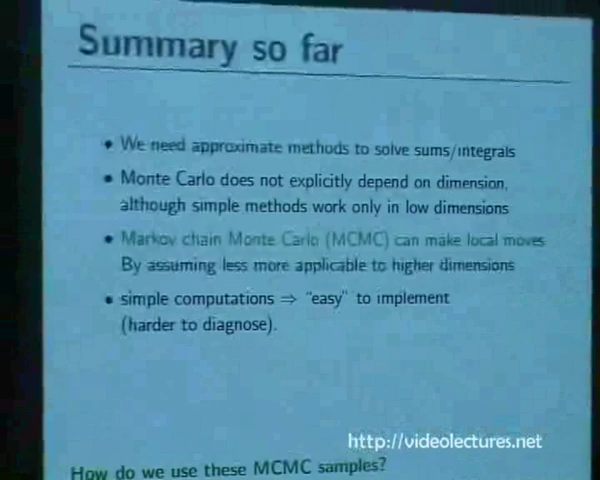 Summary so far
• We need approximate methods to solve sums/integrals
• Monte Carlo does not explicitly depend on dimension,
although simple methods work only in low dimensions
• Markov chain Monte Carlo (MCMC) can make local moves
By assuming less more applicable to higher dimensions
• simple computations ⇒ "easy" to implement
(harder to diagnose).
http://videolectures.net
How do we use these MCMC samples?